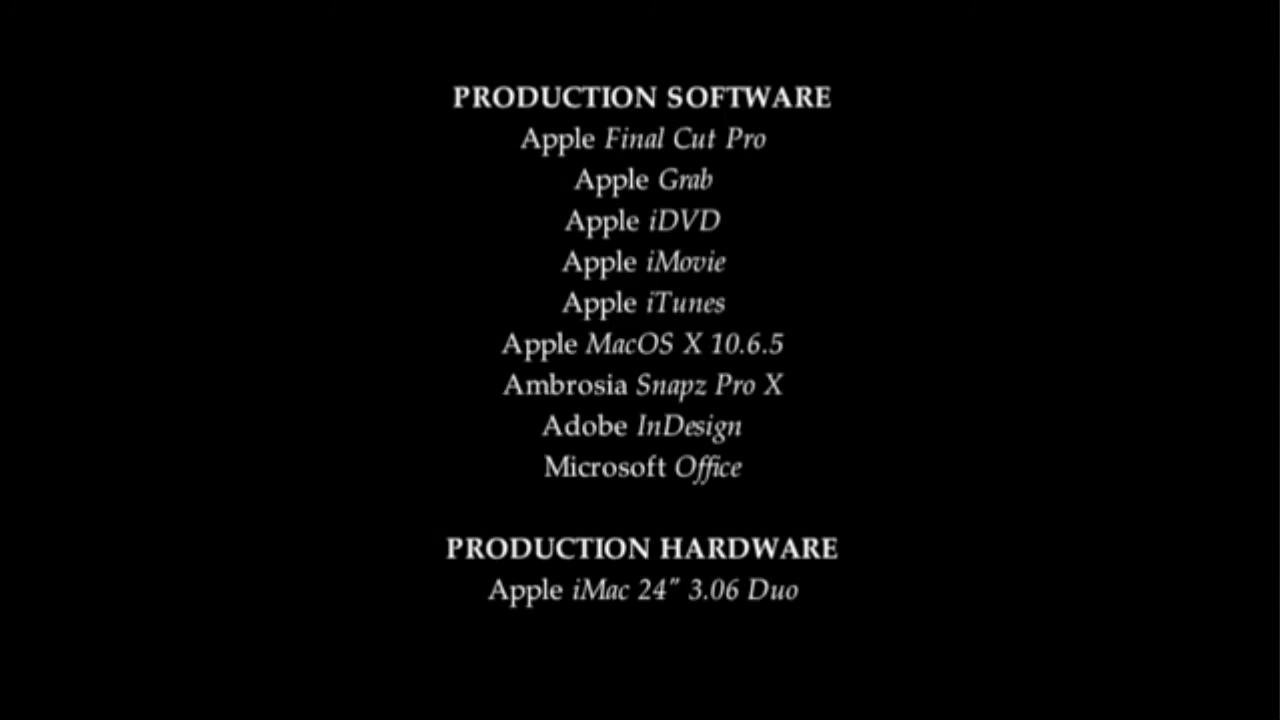 PRODUCTION SOFTWARE
Apple Final Cut Pro
Apple Grab
Apple iDVD
Apple iMovie
Apple iTunes
Apple MacOS X 10.6.5
Ambrosia Snapz Pro X
Adobe InDesign
Microsoft Office
PRODUCTION HARDWARE
Apple iMac 24" 3.06 Duo